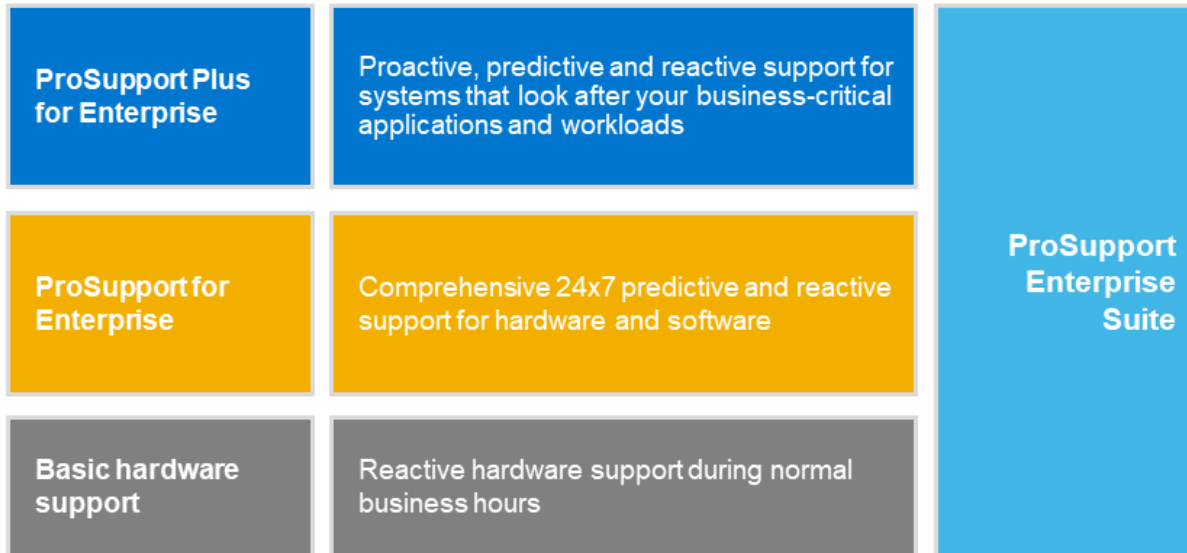 ProSupport Plus
for Enterprise
Proactive, predictive and reactive support for
systems that look after your business-critical
applications and workloads
ProSupport for
Enterprise
Comprehensive 24x7 predictive and reactive
support for hardware and software
Basic hardware
support
Reactive hardware support during normal
business hours
ProSupport
Enterprise
Suite